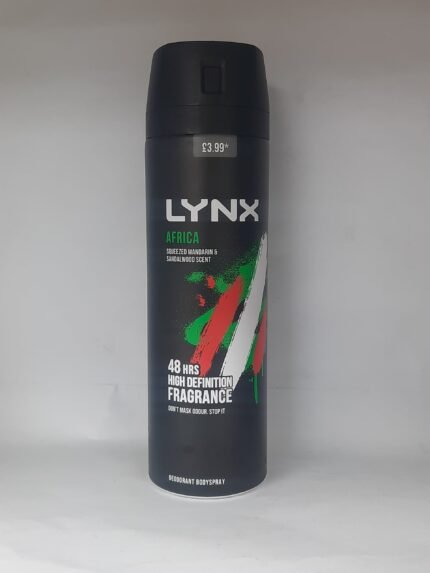 £3.99*
LYNX
AFRICA
SQUEEZED MANDARIN &
SANDALWOOD SCENT
48 HRS
HIGH DEFINITION
FRAGRANCE
DON'T MASK ODOUR. STOP IT
DEODORANT BODYSPRAY